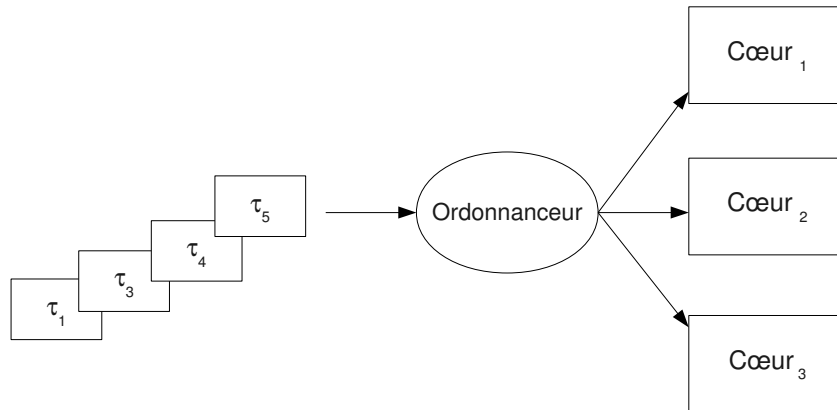 τ1
τ3
τ4
τ5
Ordonnanceur
Cœur 1
Cœur 2
Cœur 3